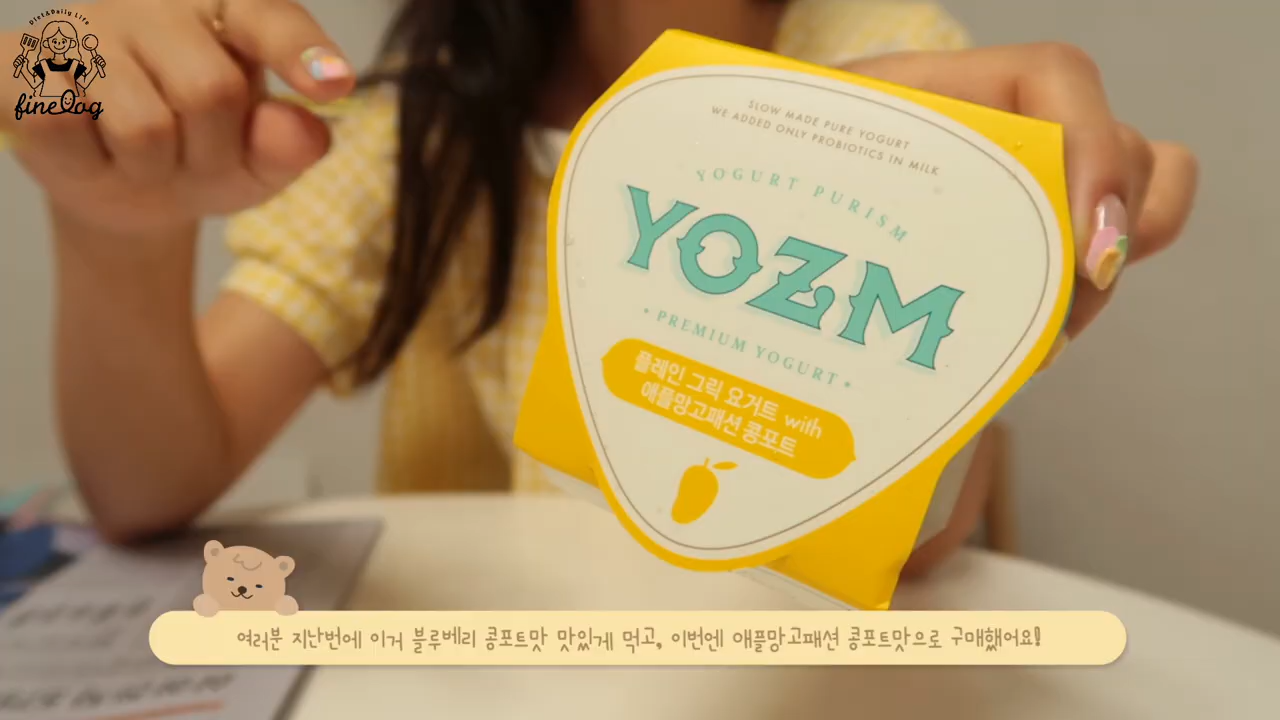 Diet&Daily Life
finelog
SLOW MADE PURE YOGURT
WE ADDED ONLY PROBIOTICS IN MILK
YOGURT PURISM
YOZM
• PREMIUM YOGURT •
플레인 그릭 요거트 with
애플망고패션 콩포트
여러분 지난번에 이거 블루베리 콩포트맛 맛있게 먹고, 이번엔 애플망고패션 콩포트맛으로 구매했어요!